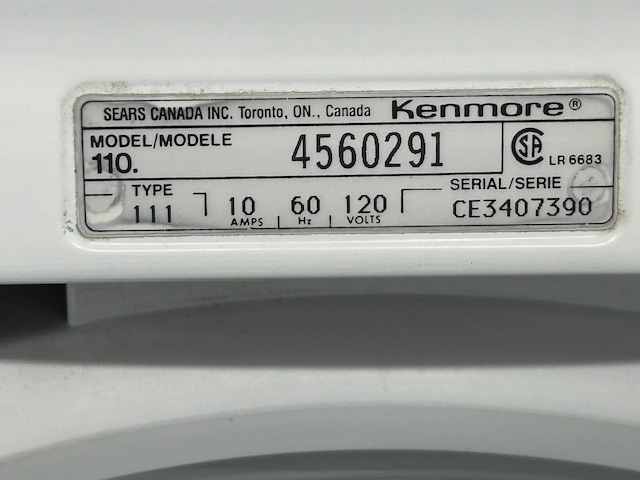 SEARS CANADA INC. Toronto, ON., Canada Kenmore®
MODEL/MODELE
110. 4560291 CSA LR 6683
TYPE SERIAL/SERIE
111 10 60 120 CE3407390
AMPS Hz VOLTS